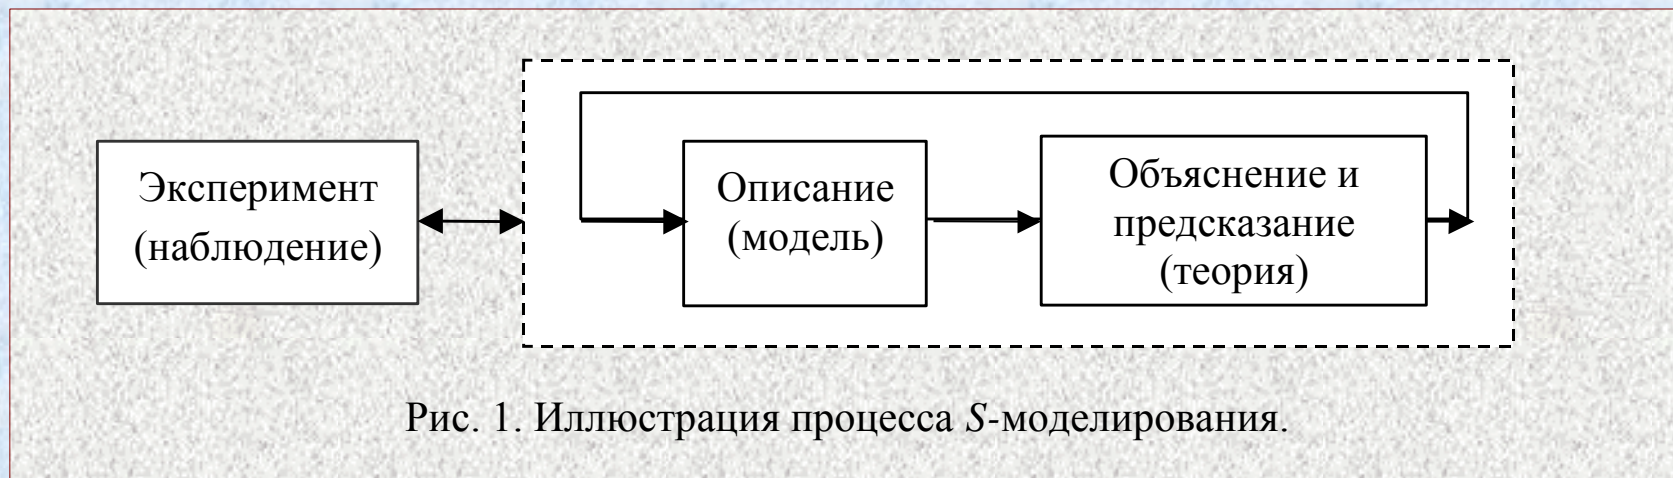 Эксперимент
(наблюдение)
Описание
(модель)
Объяснение и
предсказание
(теория)
Рис. 1. Иллюстрация процесса S-моделирования.